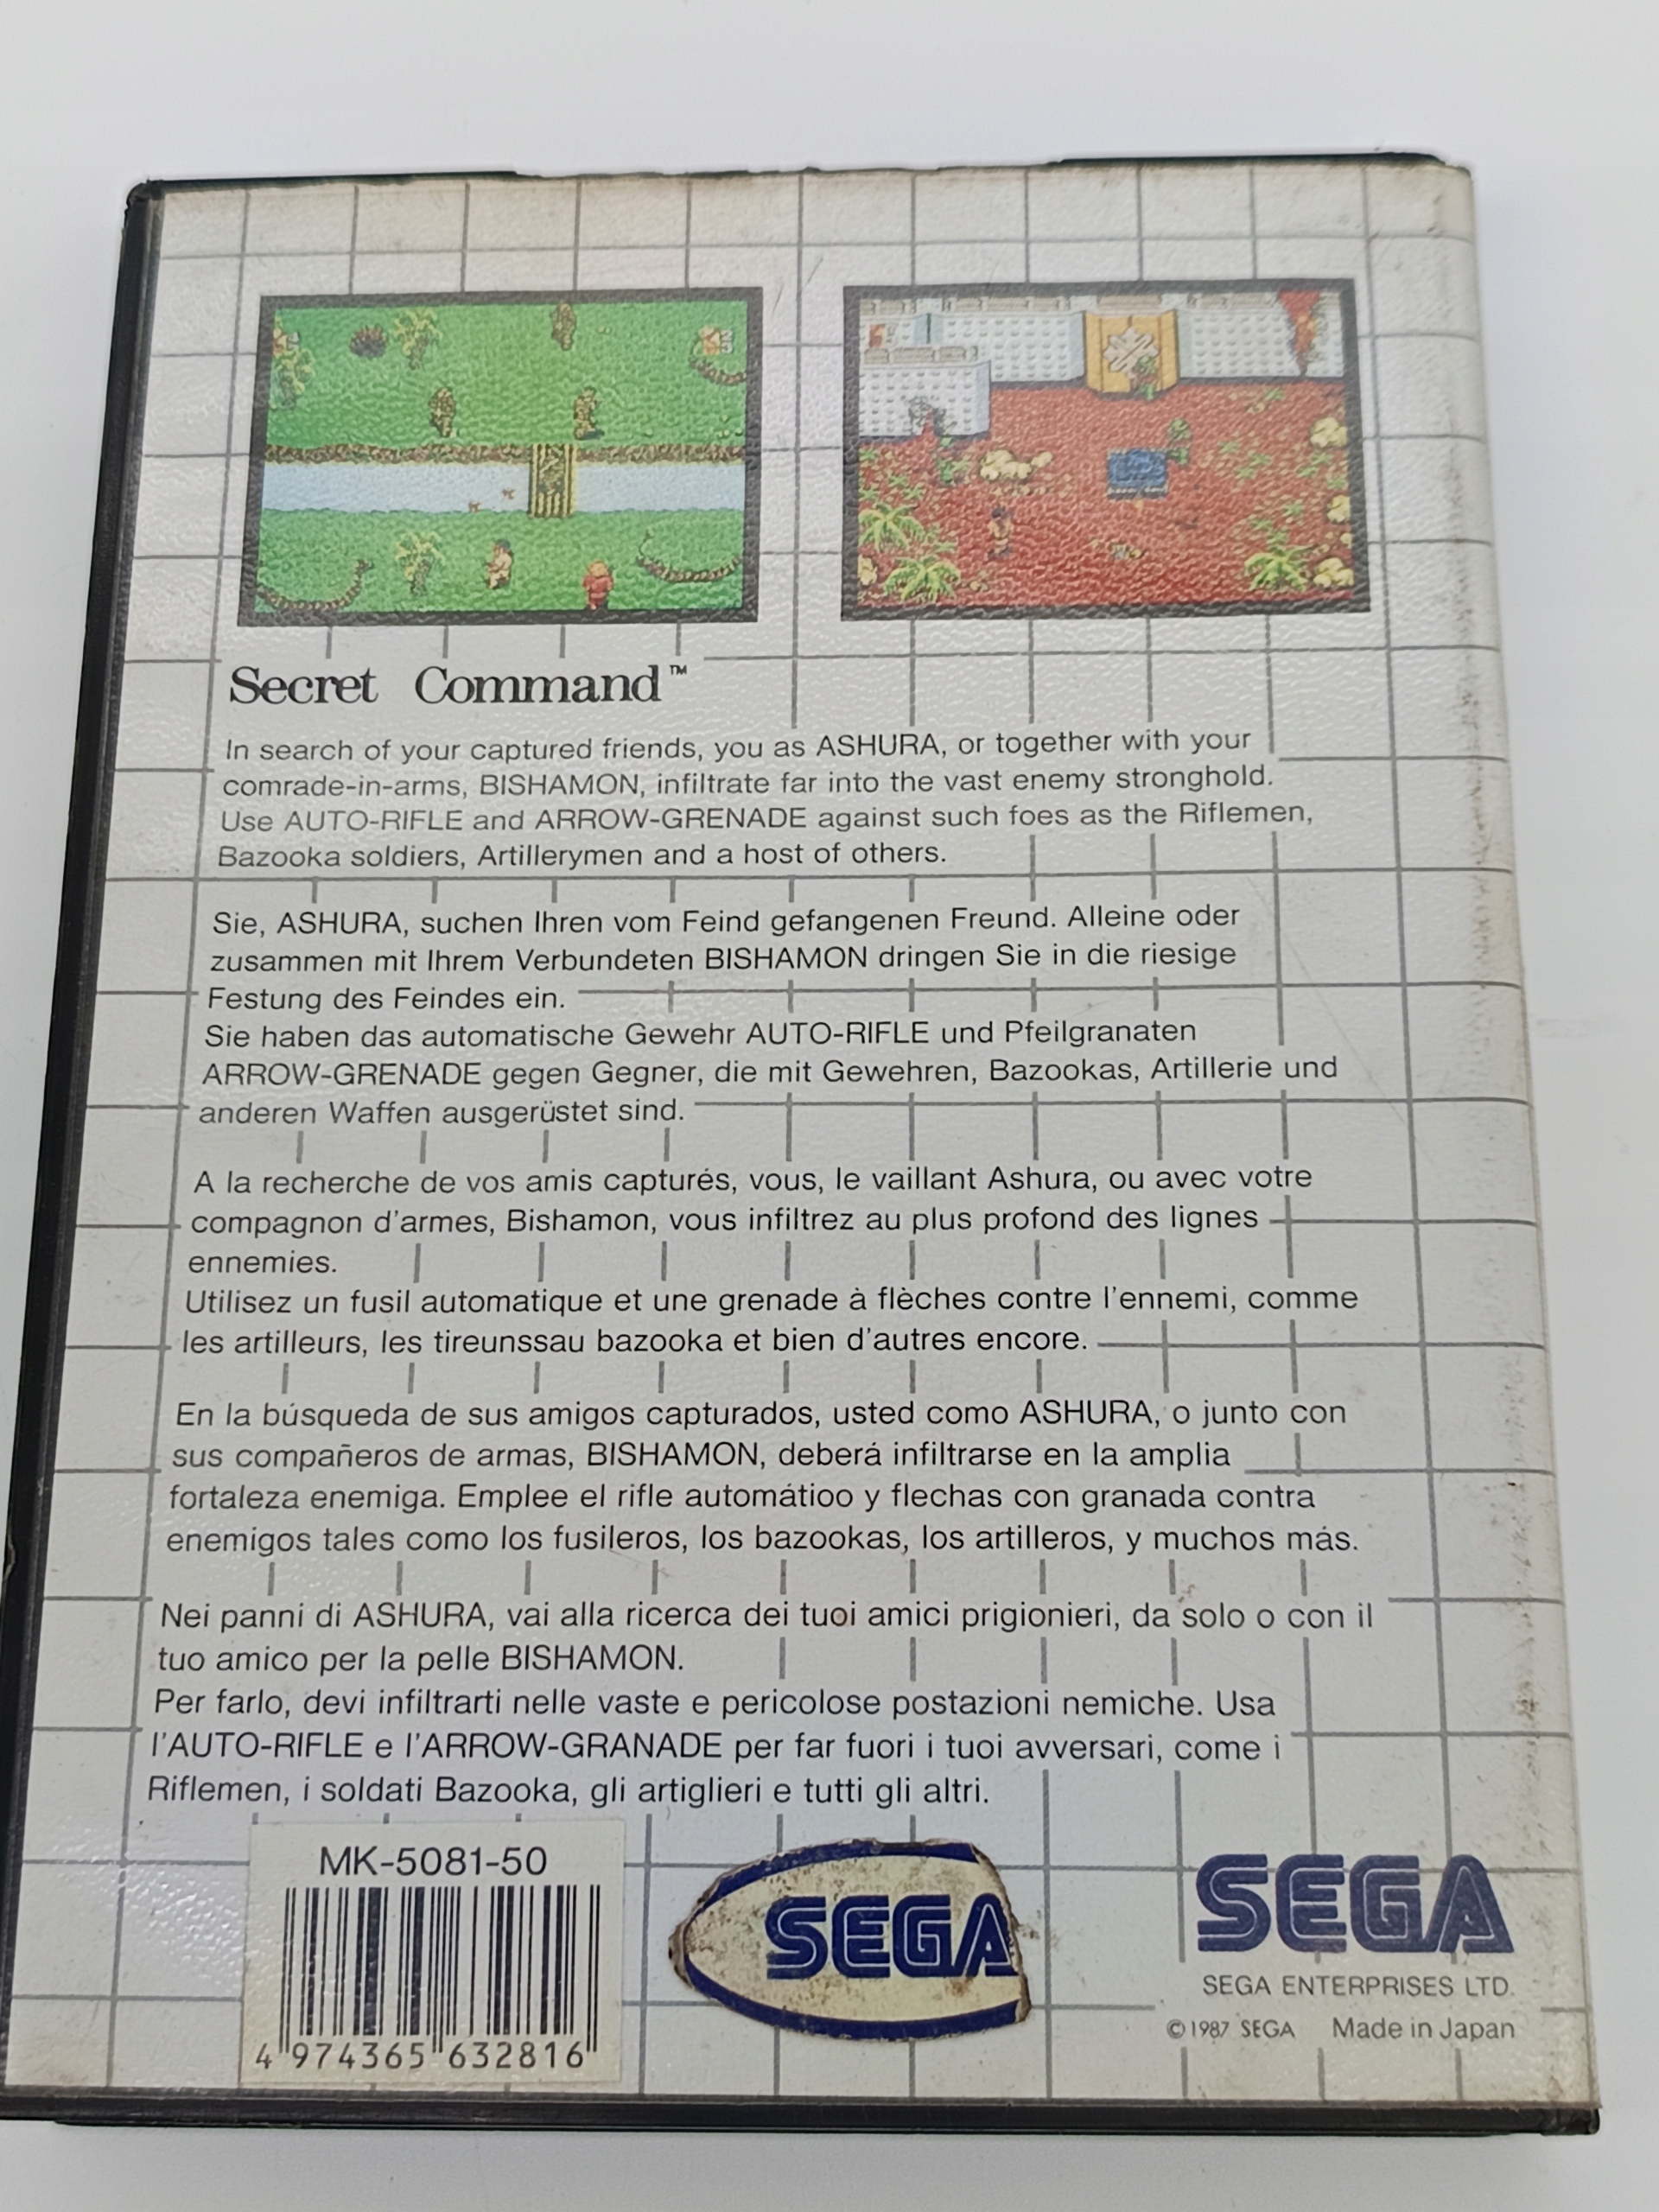 Secret Command™
In search of your captured friends, you as ASHURA, or together with your
comrade-in-arms, BISHAMON, infiltrate far into the vast enemy stronghold.
Use AUTO-RIFLE and ARROW-GRENADE against such foes as the Riflemen,
Bazooka soldiers, Artillerymen and a host of others.
Sie, ASHURA, suchen Ihren vom Feind gefangenen Freund. Alleine oder
zusammen mit Ihrem Verbundeten BISHAMON dringen Sie in die riesige
Festung des Feindes ein.
Sie haben das automatische Gewehr AUTO-RIFLE und Pfeilgranaten
ARROW-GRENADE gegen Gegner, die mit Gewehren, Bazookas, Artillerie und
anderen Waffen ausgerüstet sind.
A la recherche de vos amis capturés, vous, le vaillant Ashura, ou avec votre
compagnon d'armes, Bishamon, vous infiltrez au plus profond des lignes
ennemies.
Utilisez un fusil automatique et une grenade à flèches contre l'ennemi, comme
les artilleurs, les tireunssau bazooka et bien d'autres encore.
En la búsqueda de sus amigos capturados, usted como ASHURA, o junto con
sus compañeros de armas, BISHAMON, deberá infiltrarse en la amplia
fortaleza enemiga. Emplee el rifle automátioo y flechas con granada contra
enemigos tales como los fusileros, los bazookas, los artilleros, y muchos más.
Nei panni di ASHURA, vai alla ricerca dei tuoi amici prigionieri, da solo o con il
tuo amico per la pelle BISHAMON.
Per farlo, devi infiltrarti nelle vaste e pericolose postazioni nemiche. Usa
l'AUTO-RIFLE e l'ARROW-GRANADE per far fuori i tuoi avversari, come i
Riflemen, i soldati Bazooka, gli artiglieri e tutti gli altri.
MK-5081-50
4 974365 632816
SEGA
SEGA
SEGA ENTERPRISES LTD.
©1987 SEGA Made in Japan